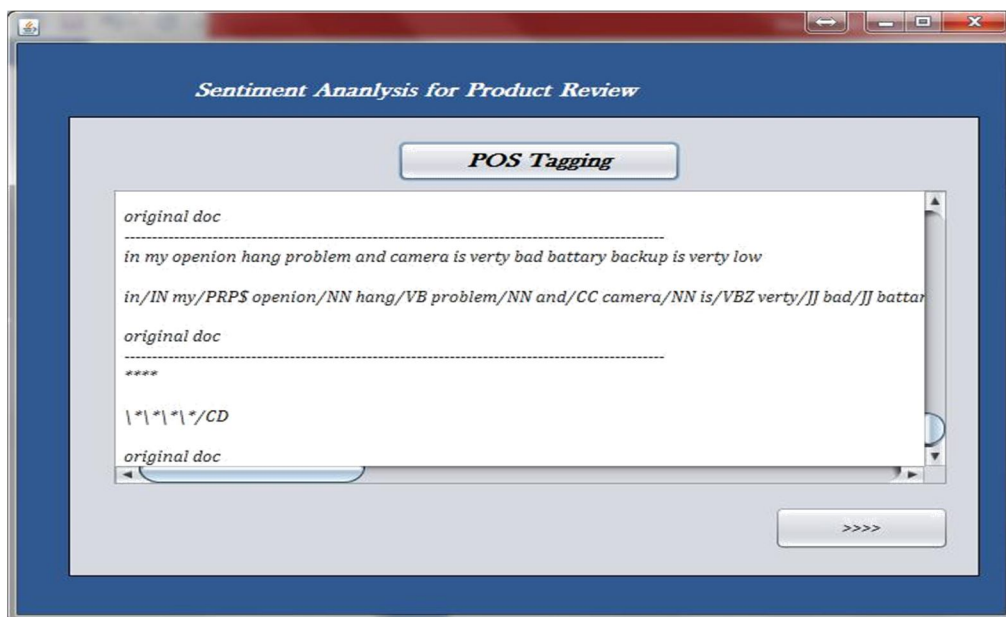 Sentiment Ananlysis for Product Review
POS Tagging
original doc
------------------------------------------------------------------------------------------------
in my openion hang problem and camera is verty bad battary backup is verty low
in/IN my/PRP$ openion/NN hang/VB problem/NN and/CC camera/NN is/VBZ verty/JJ bad/JJ battar
original doc
------------------------------------------------------------------------------------------------
****
\*\*\*\*/CD
original doc
>>>>